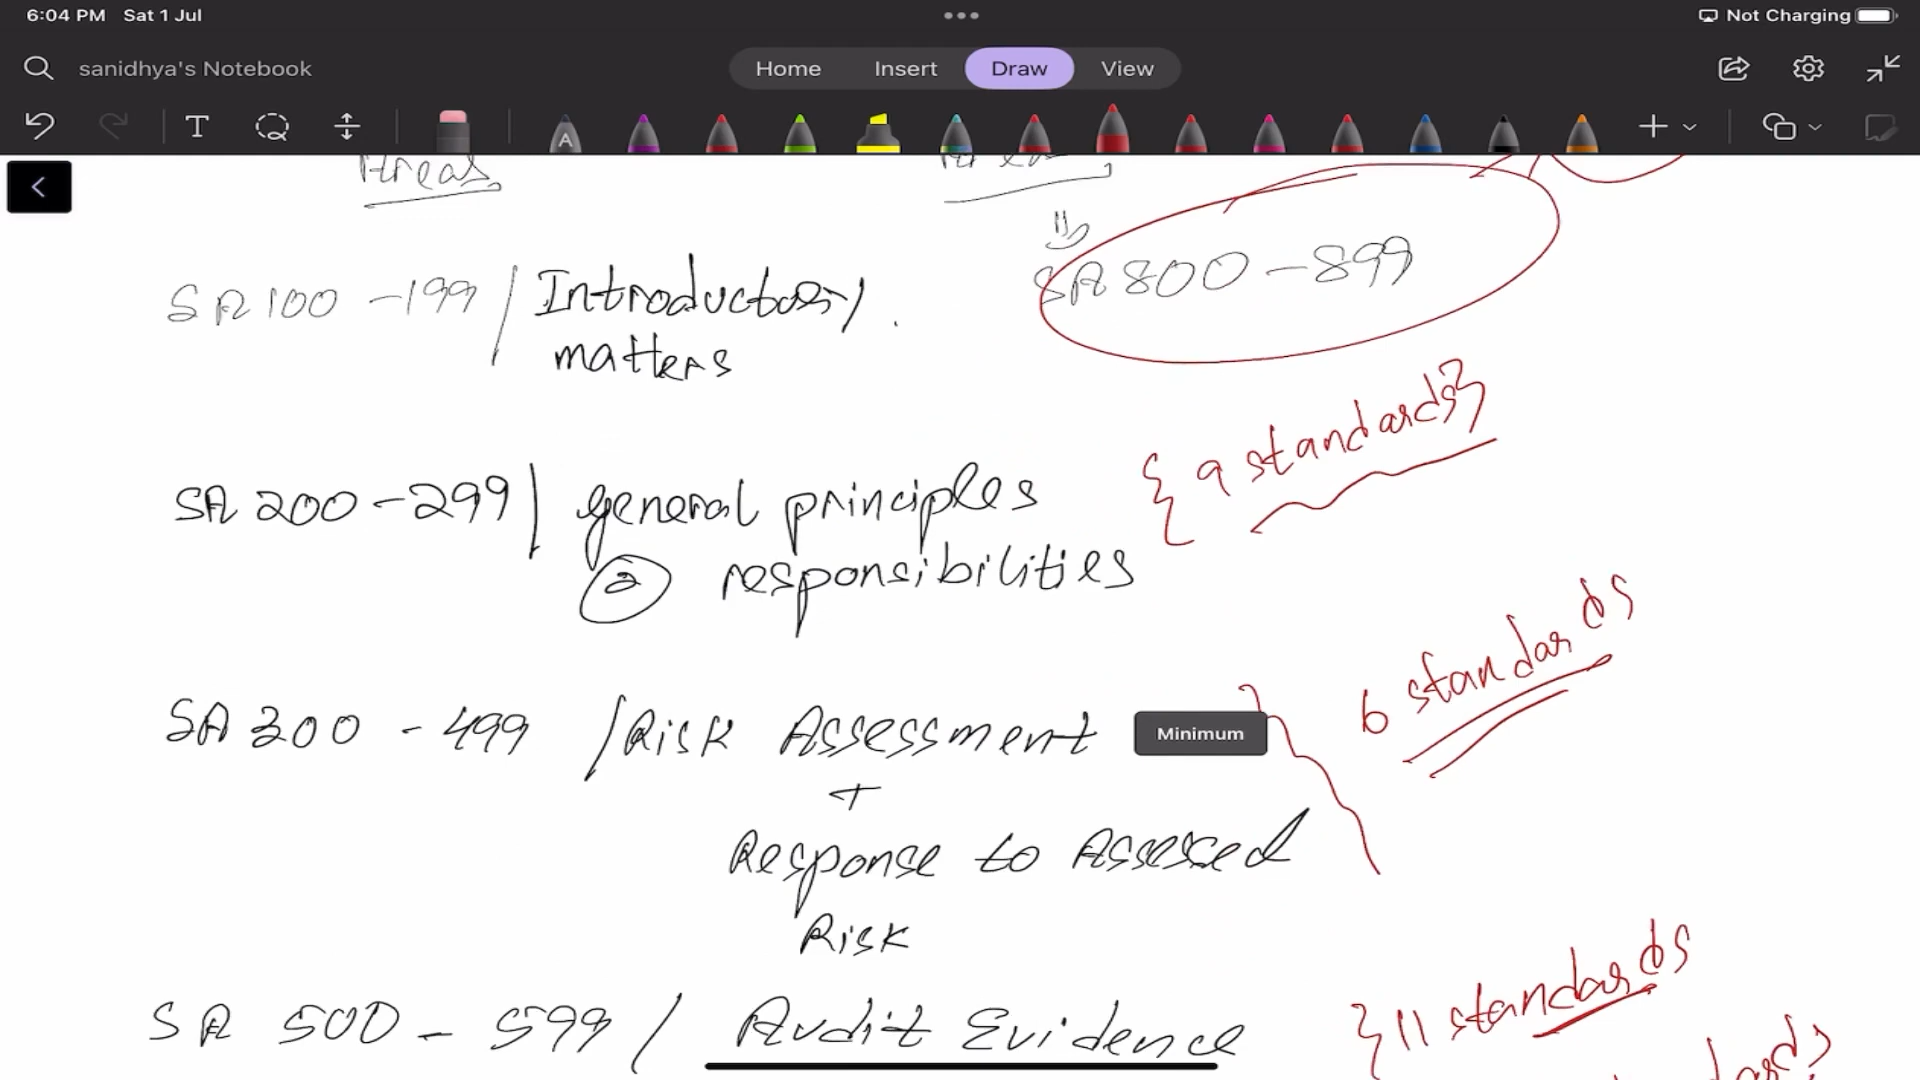 6:04 PM Sat 1 Jul
Not Charging
sanidhya's Notebook
Home Insert Draw View
T
A
Areas
SA 800 - 899
SA 100 - 199 / Introductory
matters
{ 9 standards }
SA 200 - 299 | general principles
responsibilities
6 standards
SA 300 - 499 / Risk Assessment
Minimum
+
Response to Assessed
Risk
SA 500 - 599 / Audit Evidence
} 11 standards